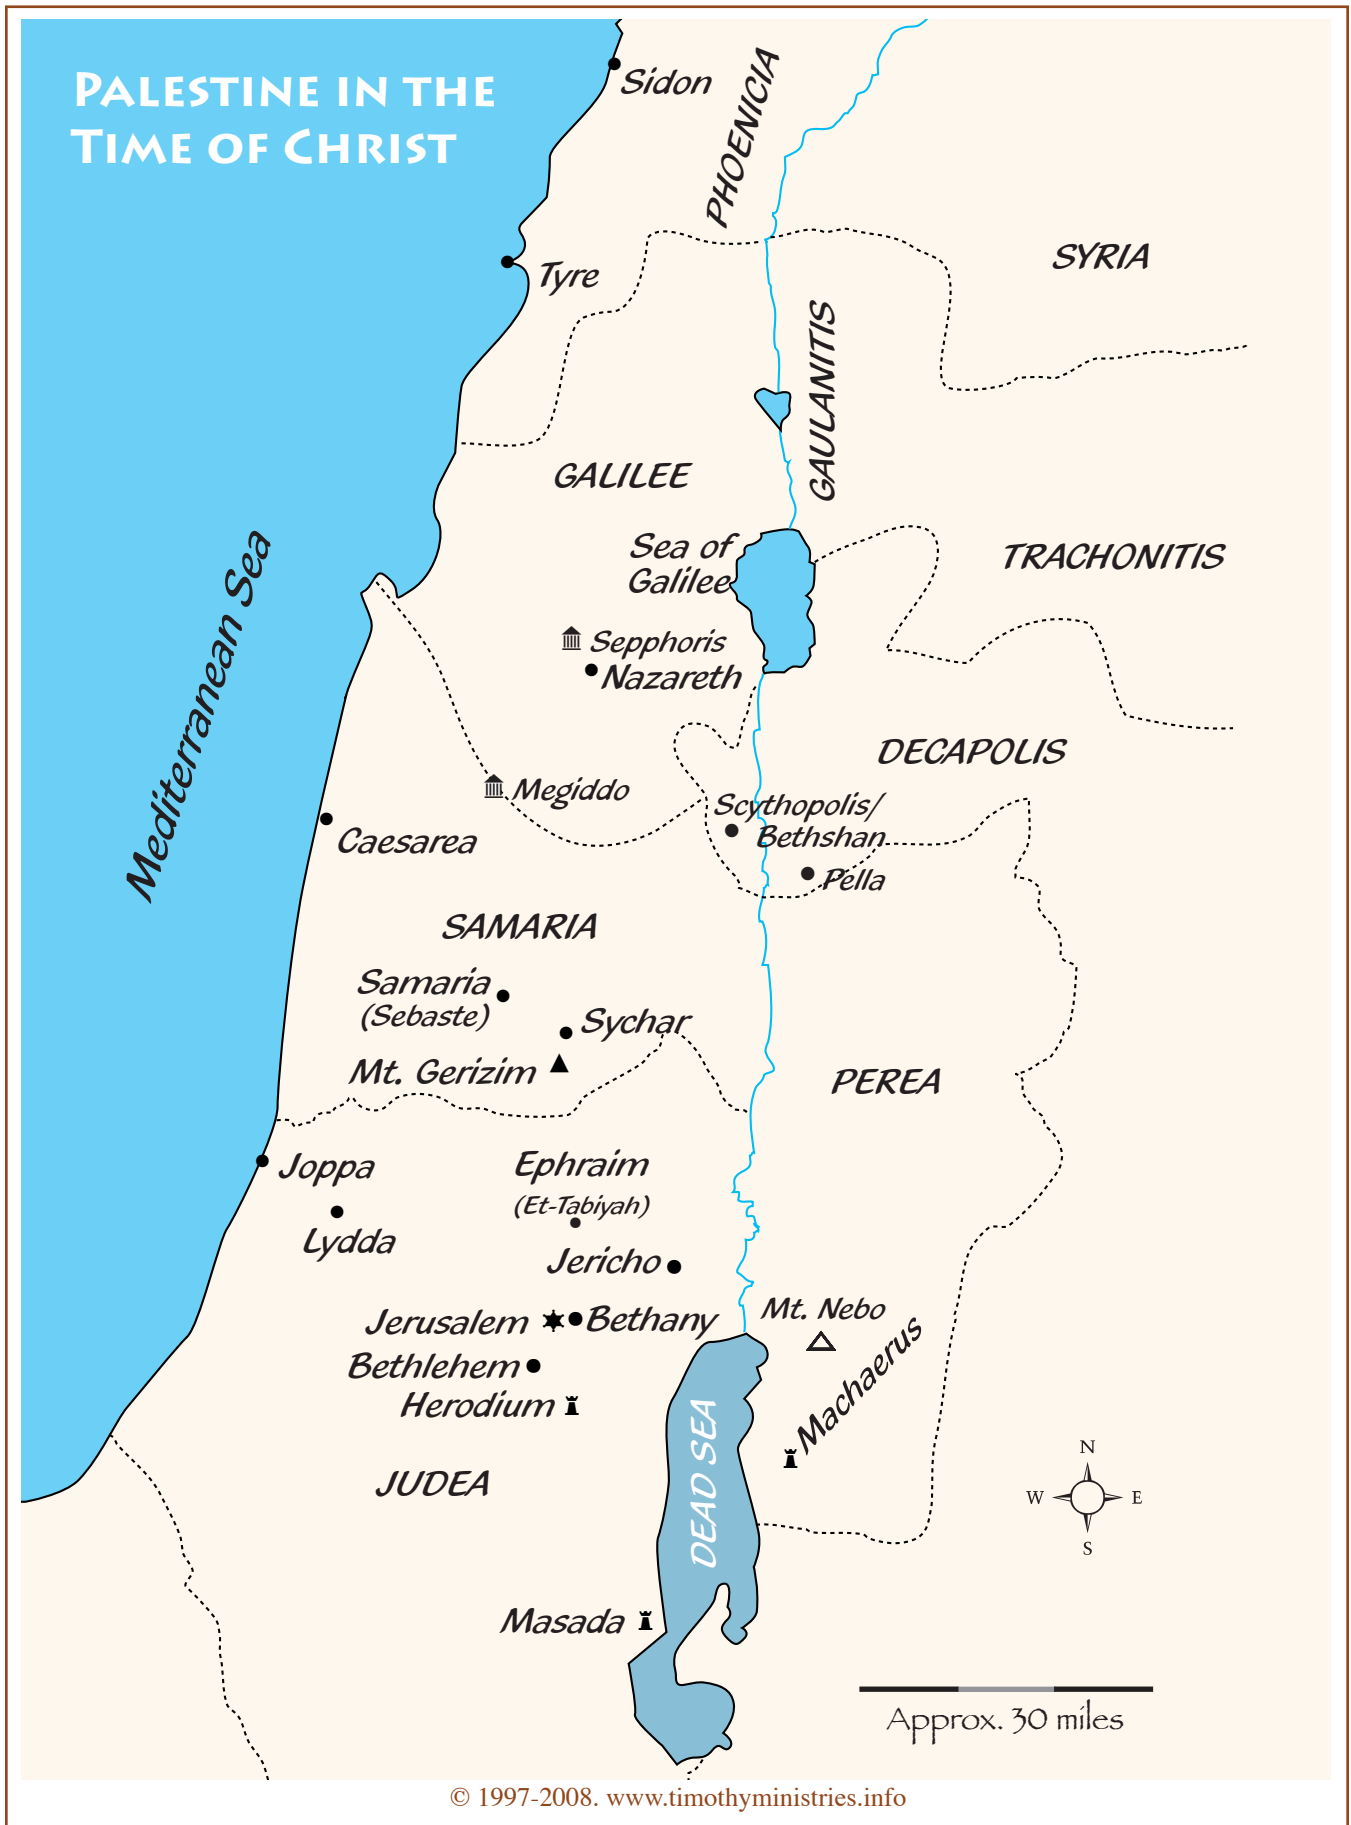 PALESTINE IN THE
TIME OF CHRIST
Sidon
PHOENICIA
Tyre
SYRIA
GAULANITIS
GALILEE
Sea of
Galilee
TRACHONITIS
Mediterranean Sea
Sepphoris
Nazareth
DECAPOLIS
Megiddo
Scythopolis/
Bethshan
Caesarea
Pella
SAMARIA
Samaria
(Sebaste)
Sychar
Mt. Gerizim
PEREA
Joppa
Ephraim
(Et-Tabiyah)
Lydda
Jericho
Mt. Nebo
Jerusalem
Bethany
Machaerus
Bethlehem
Herodium
DEAD SEA
JUDEA
N
W
E
S
Masada
Approx. 30 miles
© 1997-2008. www.timothyministries.info